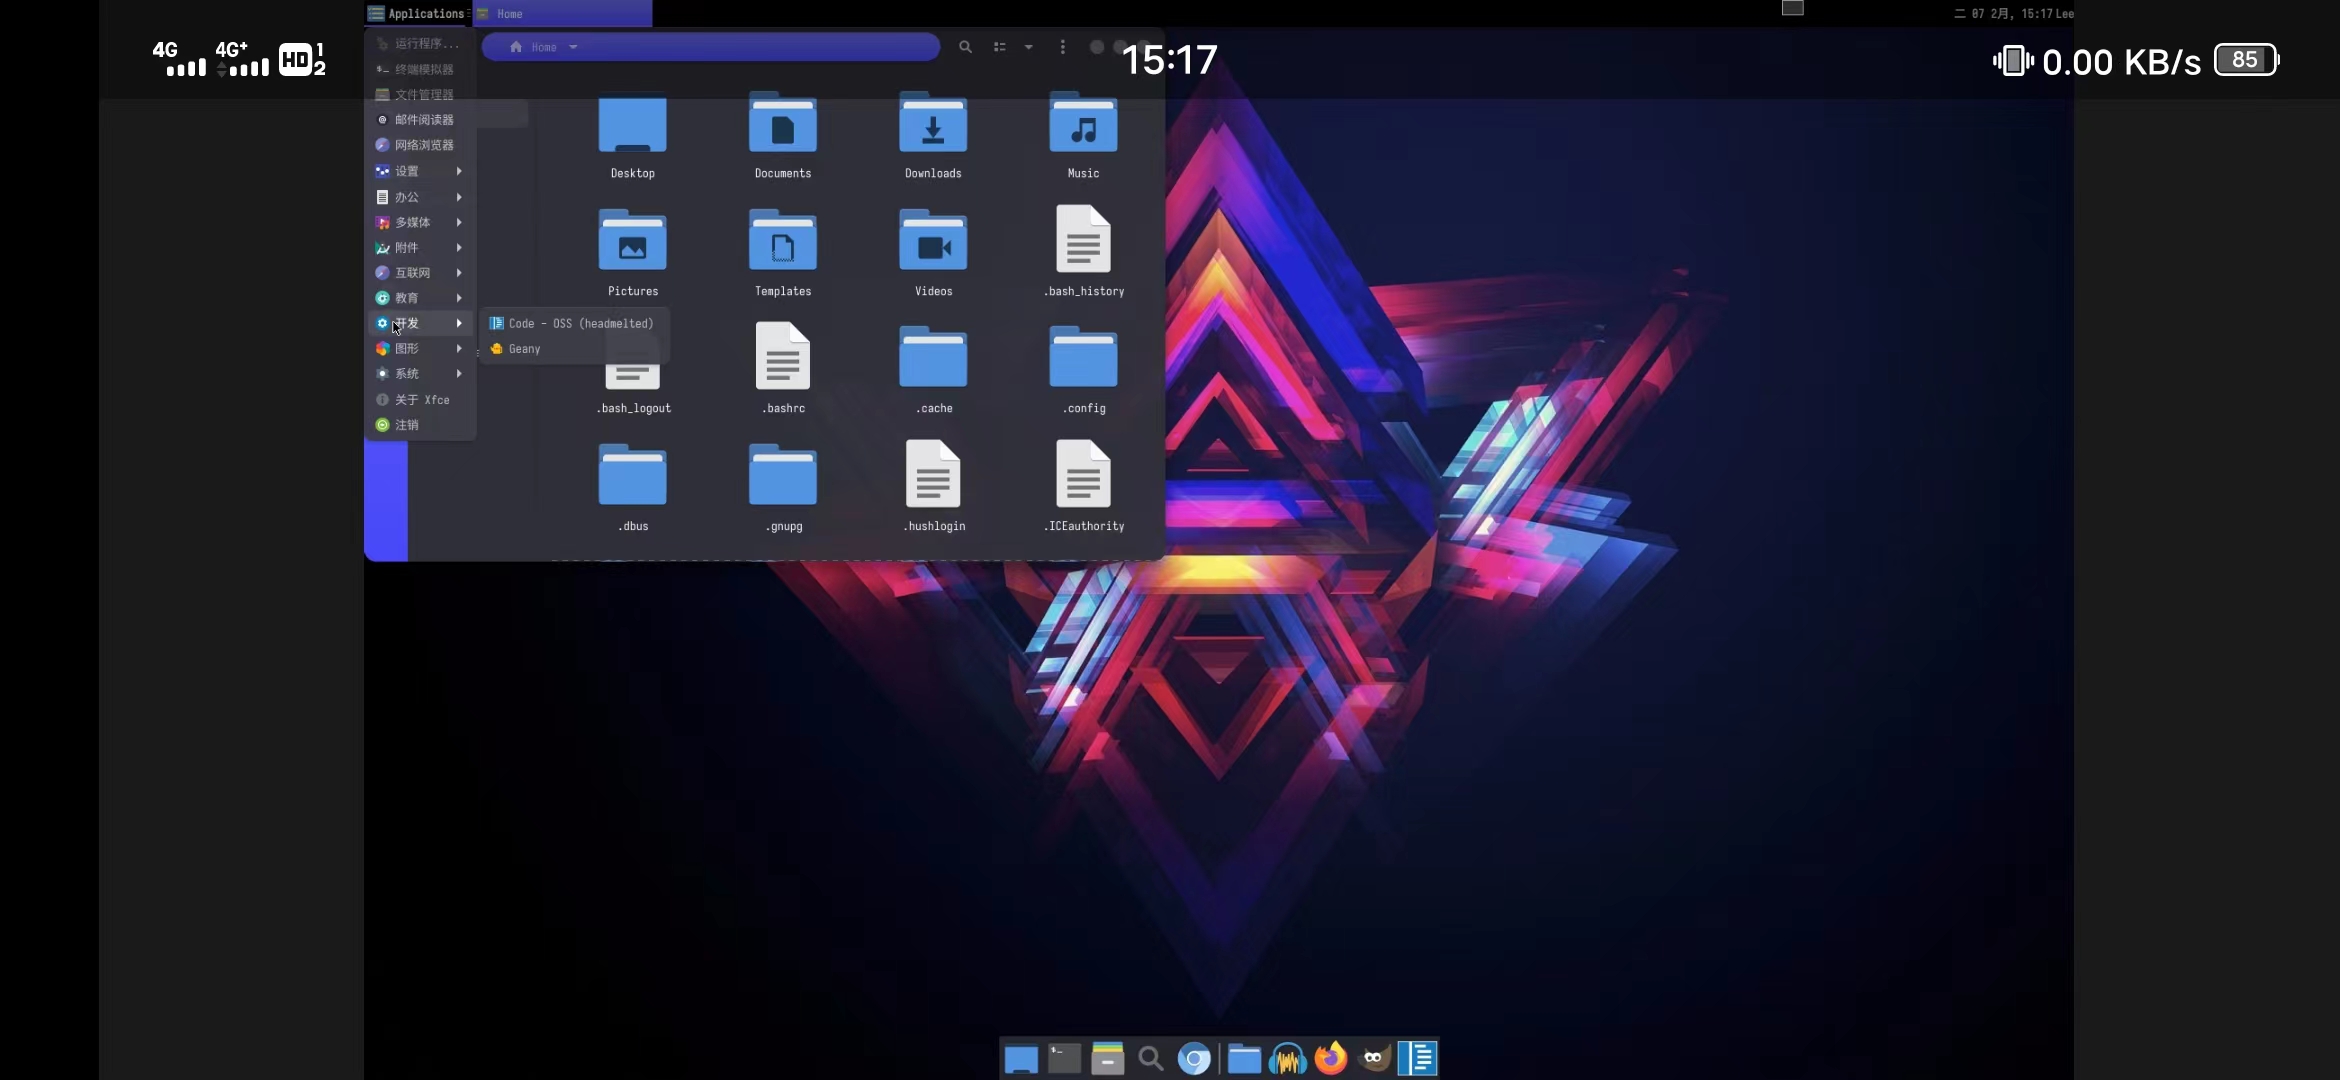 Applications
Home
二 07 2月, 15:17 Lee
4G 4G+ HD 1 2
15:17
0.00 KB/s 85
运行程序...
Home
终端模拟器
文件管理器
邮件阅读器
网络浏览器
设置
办公
多媒体
附件
互联网
教育
开发
图形
系统
关于 Xfce
注销
Code - OSS (headmelted)
Geany
Desktop
Documents
Downloads
Music
Pictures
Templates
Videos
.bash_history
.bash_logout
.bashrc
.cache
.config
.dbus
.gnupg
.hushlogin
.ICEauthority